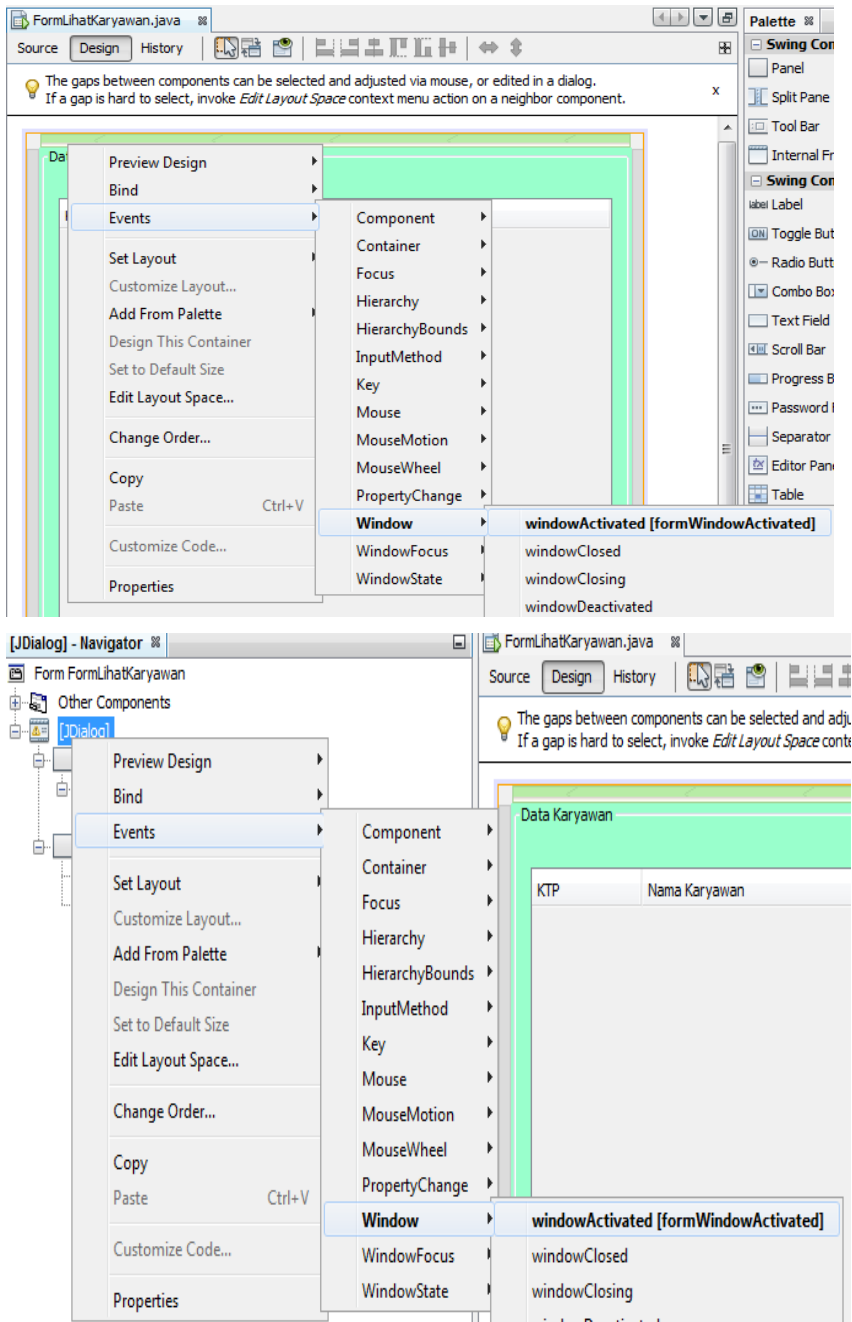 FormLihatKaryawan.java
Palette
Source Design History
Swing Con
The gaps between components can be selected and adjusted via mouse, or edited in a dialog.
If a gap is hard to select, invoke Edit Layout Space context menu action on a neighbor component.
x
Panel
Split Pane
Tool Bar
Internal Fr
Swing Con
Label
ON Toggle But
Radio Butt
Combo Box
Text Field
Scroll Bar
Progress B
Password
Separator
Editor Pan
Table
Da
Preview Design
Bind
Events
Set Layout
Customize Layout...
Add From Palette
Design This Container
Set to Default Size
Edit Layout Space...
Change Order...
Copy
Paste Ctrl+V
Customize Code...
Properties
Component
Container
Focus
Hierarchy
HierarchyBounds
InputMethod
Key
Mouse
MouseMotion
MouseWheel
PropertyChange
Window
WindowFocus
WindowState
windowActivated [formWindowActivated]
windowClosed
windowClosing
windowDeactivated
[JDialog] - Navigator
Form FormLihatKaryawan
Other Components
[JDialog]
FormLihatKaryawan.java
Source Design History
The gaps between components can be selected and adju
If a gap is hard to select, invoke Edit Layout Space conte
Data Karyawan
KTP Nama Karyawan
Preview Design
Bind
Events
Set Layout
Customize Layout...
Add From Palette
Design This Container
Set to Default Size
Edit Layout Space...
Change Order...
Copy
Paste Ctrl+V
Customize Code...
Properties
Component
Container
Focus
Hierarchy
HierarchyBounds
InputMethod
Key
Mouse
MouseMotion
MouseWheel
PropertyChange
Window
WindowFocus
WindowState
windowActivated [formWindowActivated]
windowClosed
windowClosing